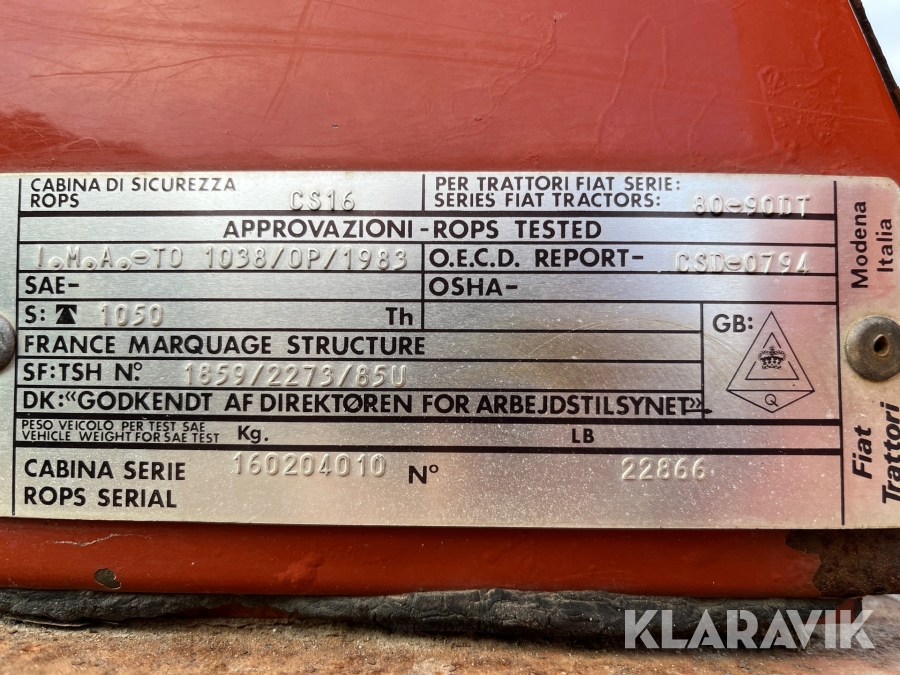 CABINA DI SICUREZZA
ROPS CS16
PER TRATTORI FIAT SERIE:
SERIES FIAT TRACTORS: 80-90DT
APPROVAZIONI-ROPS TESTED
I.M.A.-TO 1038/OP/1983 O.E.C.D. REPORT- CSD-0794
SAE- OSHA-
S: 1050 Th
GB:
Q
FRANCE MARQUAGE STRUCTURE
SF:TSH Nº 1859/2273/85U
DK:«GODKENDT AF DIREKTØREN FOR ARBEJDSTILSYNET»
PESO VEICOLO PER TEST SAE
VEHICLE WEIGHT FOR SAE TEST Kg. LB
CABINA SERIE
ROPS SERIAL 160204010 Nº 22866
Modena
Italia
Fiat
Trattori
KLARAVIK